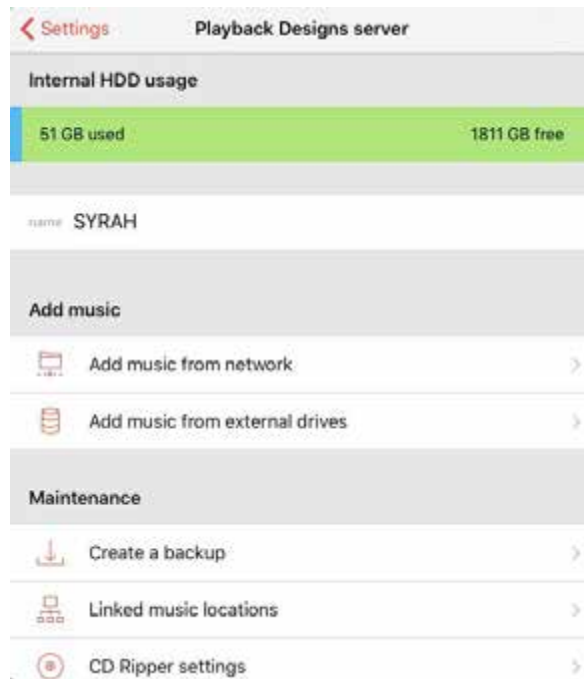 Settings Playback Designs server
Internal HDD usage
51 GB used 1811 GB free
name SYRAH
Add music
Add music from network
Add music from external drives
Maintenance
Create a backup
Linked music locations
CD Ripper settings